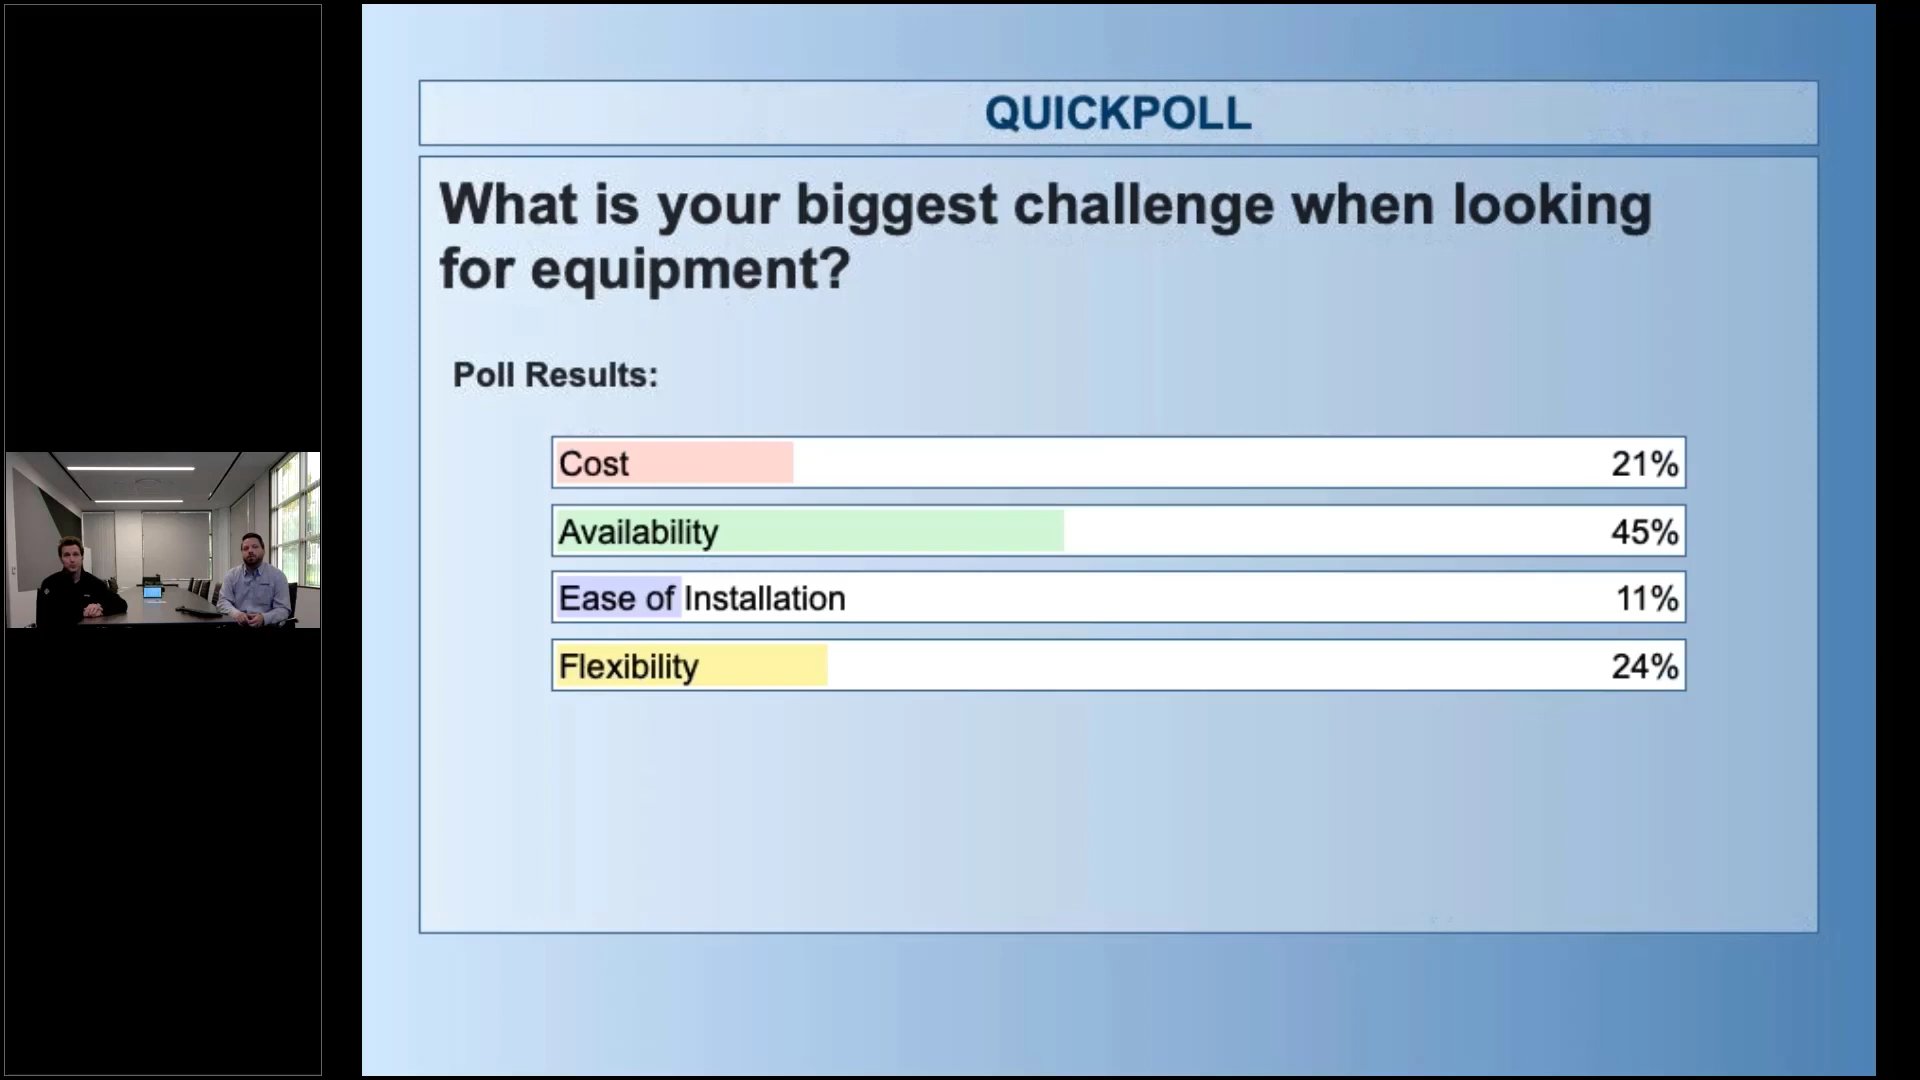 QUICKPOLL
What is your biggest challenge when looking
for equipment?
Poll Results:
Cost 21%
Availability 45%
Ease of Installation 11%
Flexibility 24%